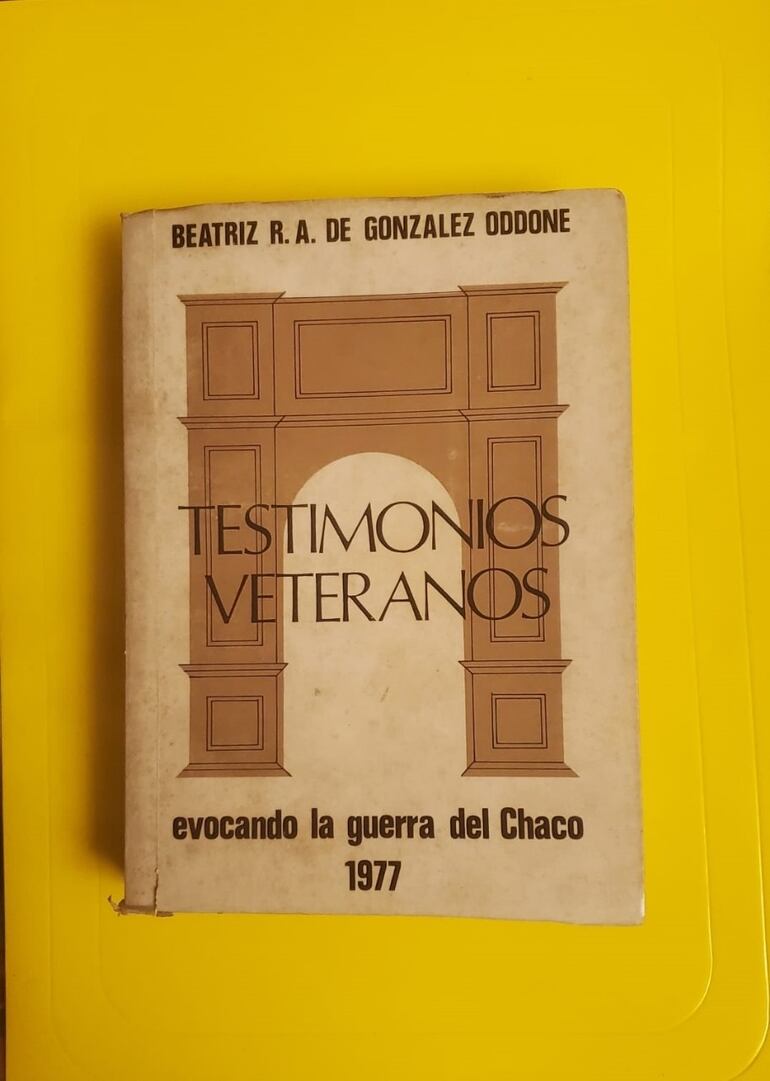 BEATRIZ R. A. DE GONZALEZ ODDONE
TESTIMONIOS
VETERANOS
evocando la guerra del Chaco
1977